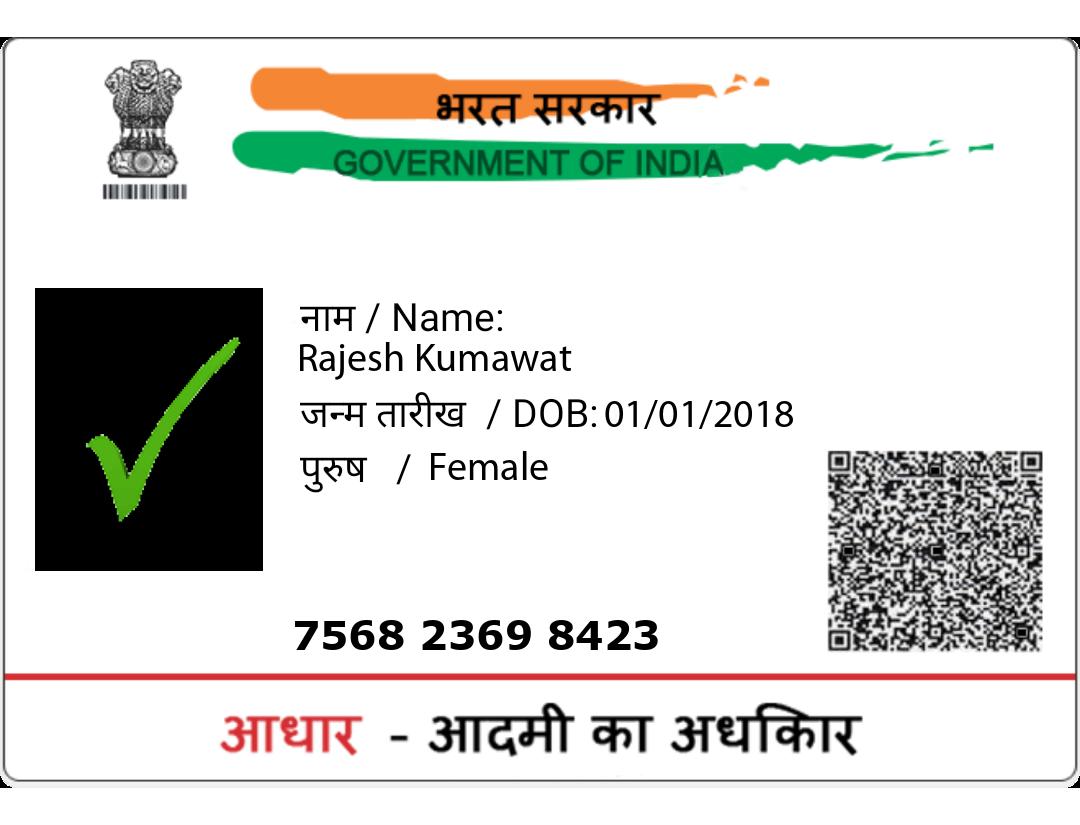 भरत सरकार
GOVERNMENT OF INDIA
नाम / Name:
Rajesh Kumawat
जन्म तारीख / DOB: 01/01/2018
पुरुष / Female
7568 2369 8423
आधार - आदमी का अधकिार